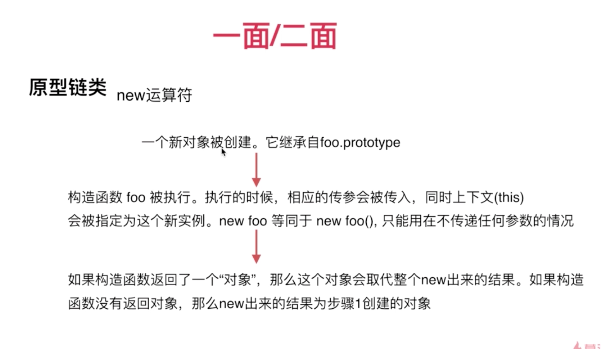 一面/二面
原型链类 new运算符
一个新对象被创建。它继承自foo.prototype
构造函数 foo 被执行。执行的时候，相应的传参会被传入，同时上下文(this)
会被指定为这个新实例。new foo 等同于 new foo(), 只能用在不传递任何参数的情况
如果构造函数返回了一个“对象”，那么这个对象会取代整个new出来的结果。如果构造
函数没有返回对象，那么new出来的结果为步骤1创建的对象